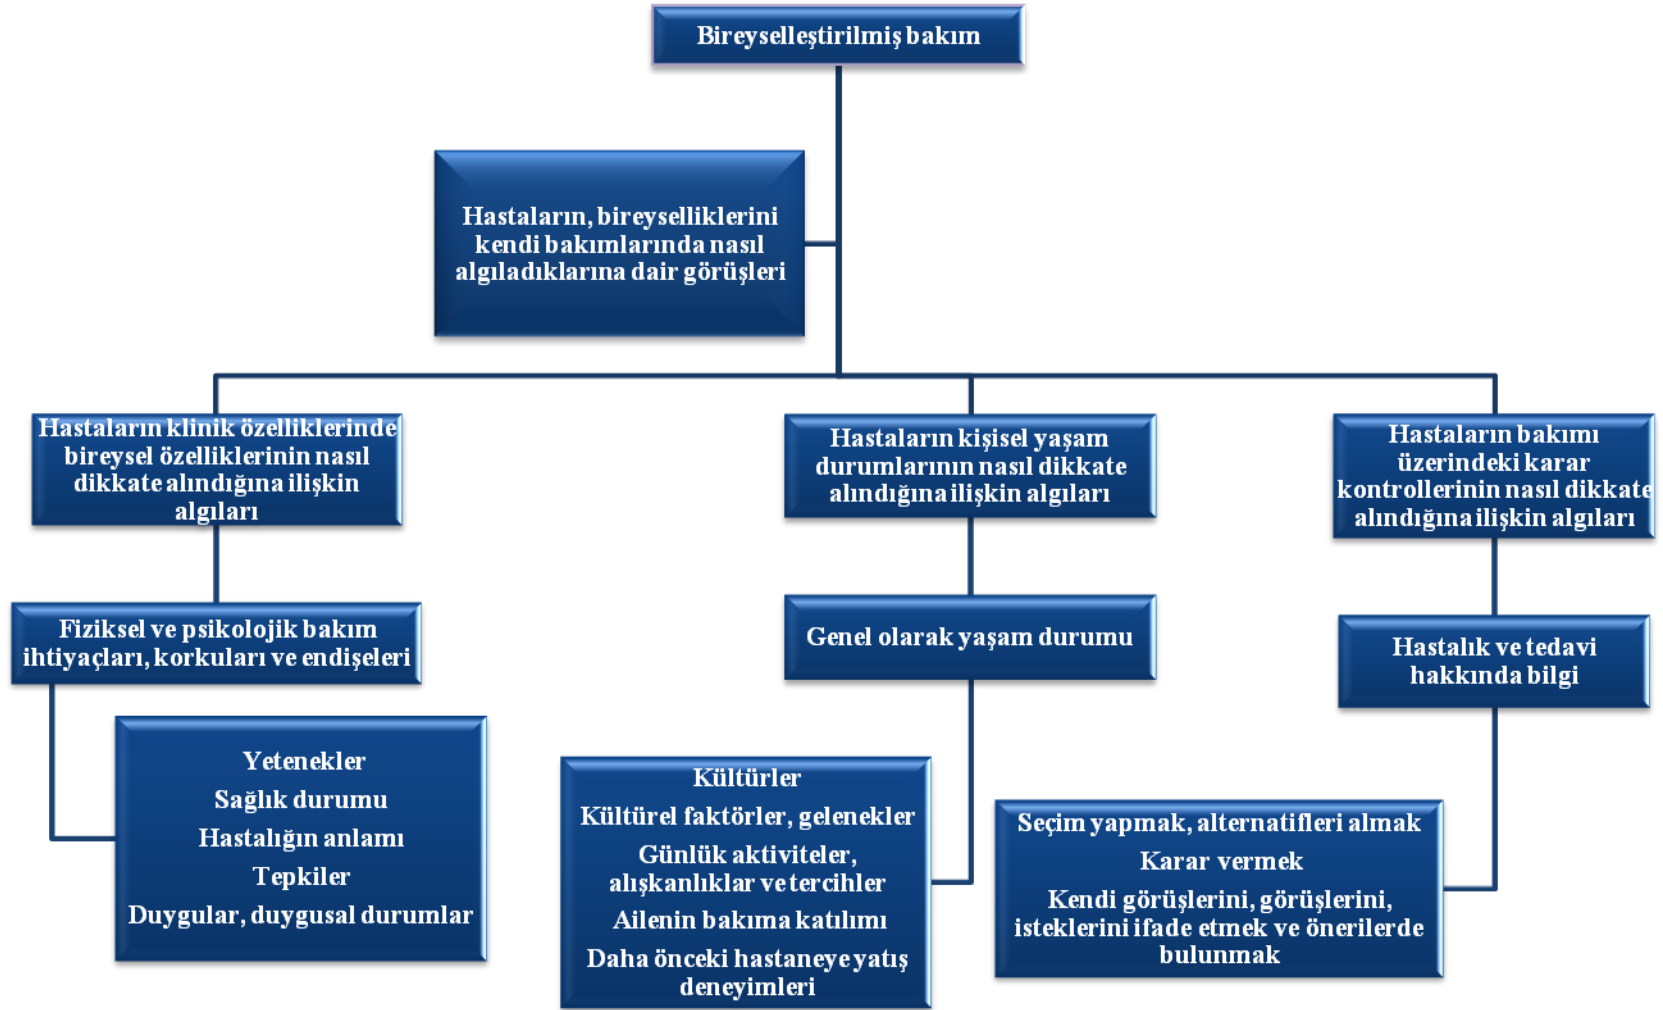 Bireyselleştirilmiş bakım
Hastaların, bireyselliklerini
kendi bakımlarında nasıl
algıladıklarına dair görüşleri
Hastaların klinik özelliklerinde
bireysel özelliklerinin nasıl
dikkate alındığına ilişkin
algıları
Hastaların kişisel yaşam
durumlarının nasıl dikkate
alındığına ilişkin algıları
Hastaların bakımı
üzerindeki karar
kontrollerinin nasıl dikkate
alındığına ilişkin algıları
Fiziksel ve psikolojik bakım
ihtiyaçları, korkuları ve endişeleri
Genel olarak yaşam durumu
Hastalık ve tedavi
hakkında bilgi
Yetenekler
Sağlık durumu
Hastalığın anlamı
Tepkiler
Duygular, duygusal durumlar
Kültürler
Kültürel faktörler, gelenekler
Günlük aktiviteler,
alışkanlıklar ve tercihler
Ailenin bakıma katılımı
Daha önceki hastaneye yatış
deneyimleri
Seçim yapmak, alternatifleri almak
Karar vermek
Kendi görüşlerini, görüşlerini,
isteklerini ifade etmek ve önerilerde
bulunmak